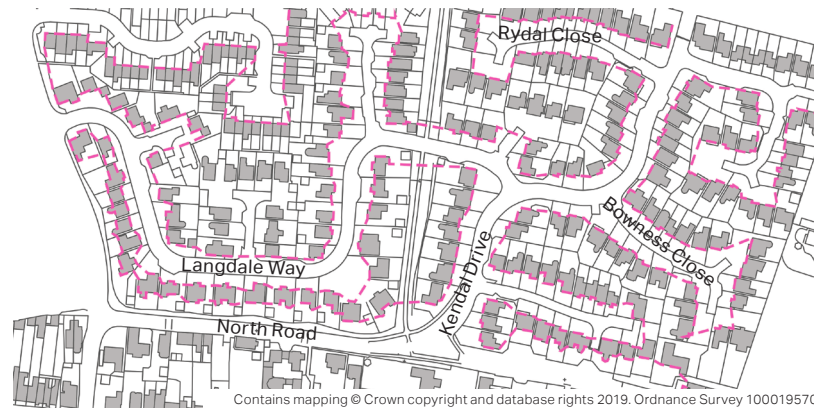 Rydal Close
Bowness Close
Langdale Way
Kendal Drive
North Road
Contains mapping © Crown copyright and database rights 2019. Ordnance Survey 100019570